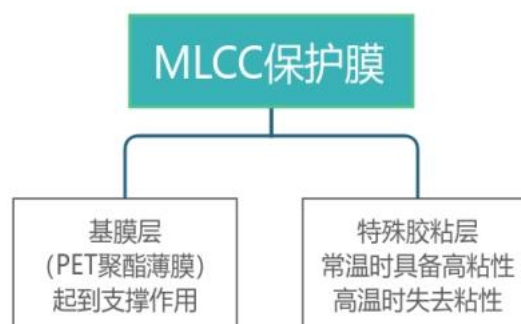 MLCC保护膜
基膜层
(PET聚酯薄膜)
起到支撑作用
特殊胶粘层
常温时具备高粘性
高温时失去粘性